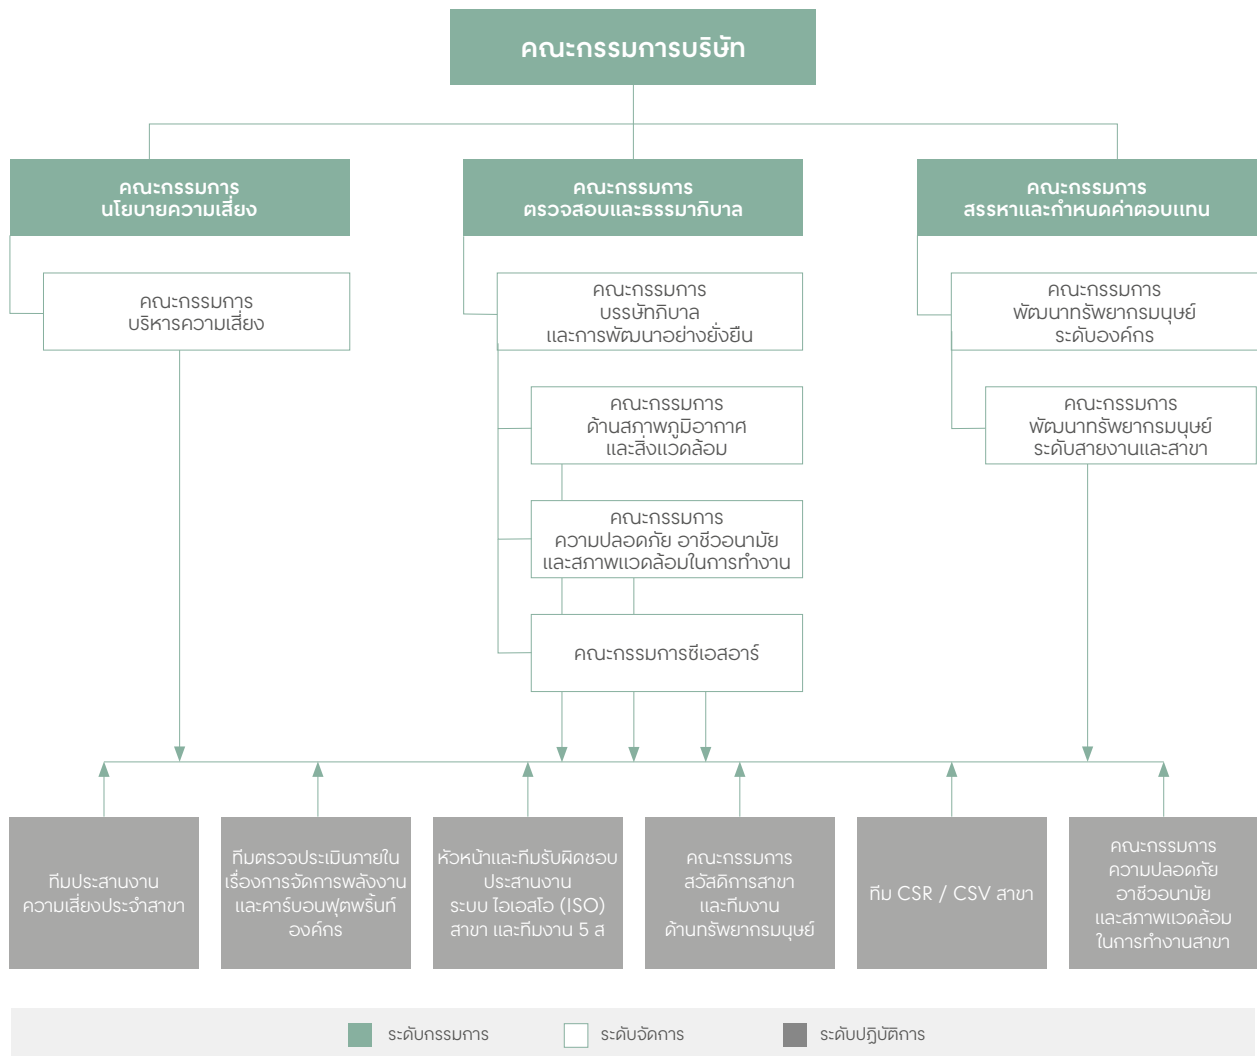 คณะกรรมการบริษัท
คณะกรรมการ
นโยบายความเสี่ยง
คณะกรรมการ
ตรวจสอบและธรรมาภิบาล
คณะกรรมการ
สรรหาและกำหนดค่าตอบแทน
คณะกรรมการ
บริหารความเสี่ยง
คณะกรรมการ
บรรษัทภิบาล
และการพัฒนาอย่างยั่งยืน
คณะกรรมการ
พัฒนาทรัพยากรมนุษย์
ระดับองค์กร
คณะกรรมการ
ด้านสภาพภูมิอากาศ
และสิ่งแวดล้อม
คณะกรรมการ
พัฒนาทรัพยากรมนุษย์
ระดับสายงานและสาขา
คณะกรรมการ
ความปลอดภัย อาชีวอนามัย
และสภาพแวดล้อมในการทำงาน
คณะกรรมการซีเอสอาร์
ทีมประสานงาน
ความเสี่ยงประจำสาขา
ทีมตรวจประเมินภายใน
เรื่องการจัดการพลังงาน
และคาร์บอนฟุตพริ้นท์
องค์กร
หัวหน้าและทีมรับผิดชอบ
ประสานงาน
ระบบ ไอเอสโอ (ISO)
สาขา และทีมงาน 5 ส
คณะกรรมการ
สวัสดิการสาขา
และทีมงาน
ด้านทรัพยากรมนุษย์
ทีม CSR / CSV สาขา
คณะกรรมการ
ความปลอดภัย
อาชีวอนามัย
และสภาพแวดล้อม
ในการทำงานสาขา
ระดับกรรมการ
ระดับจัดการ
ระดับปฏิบัติการ